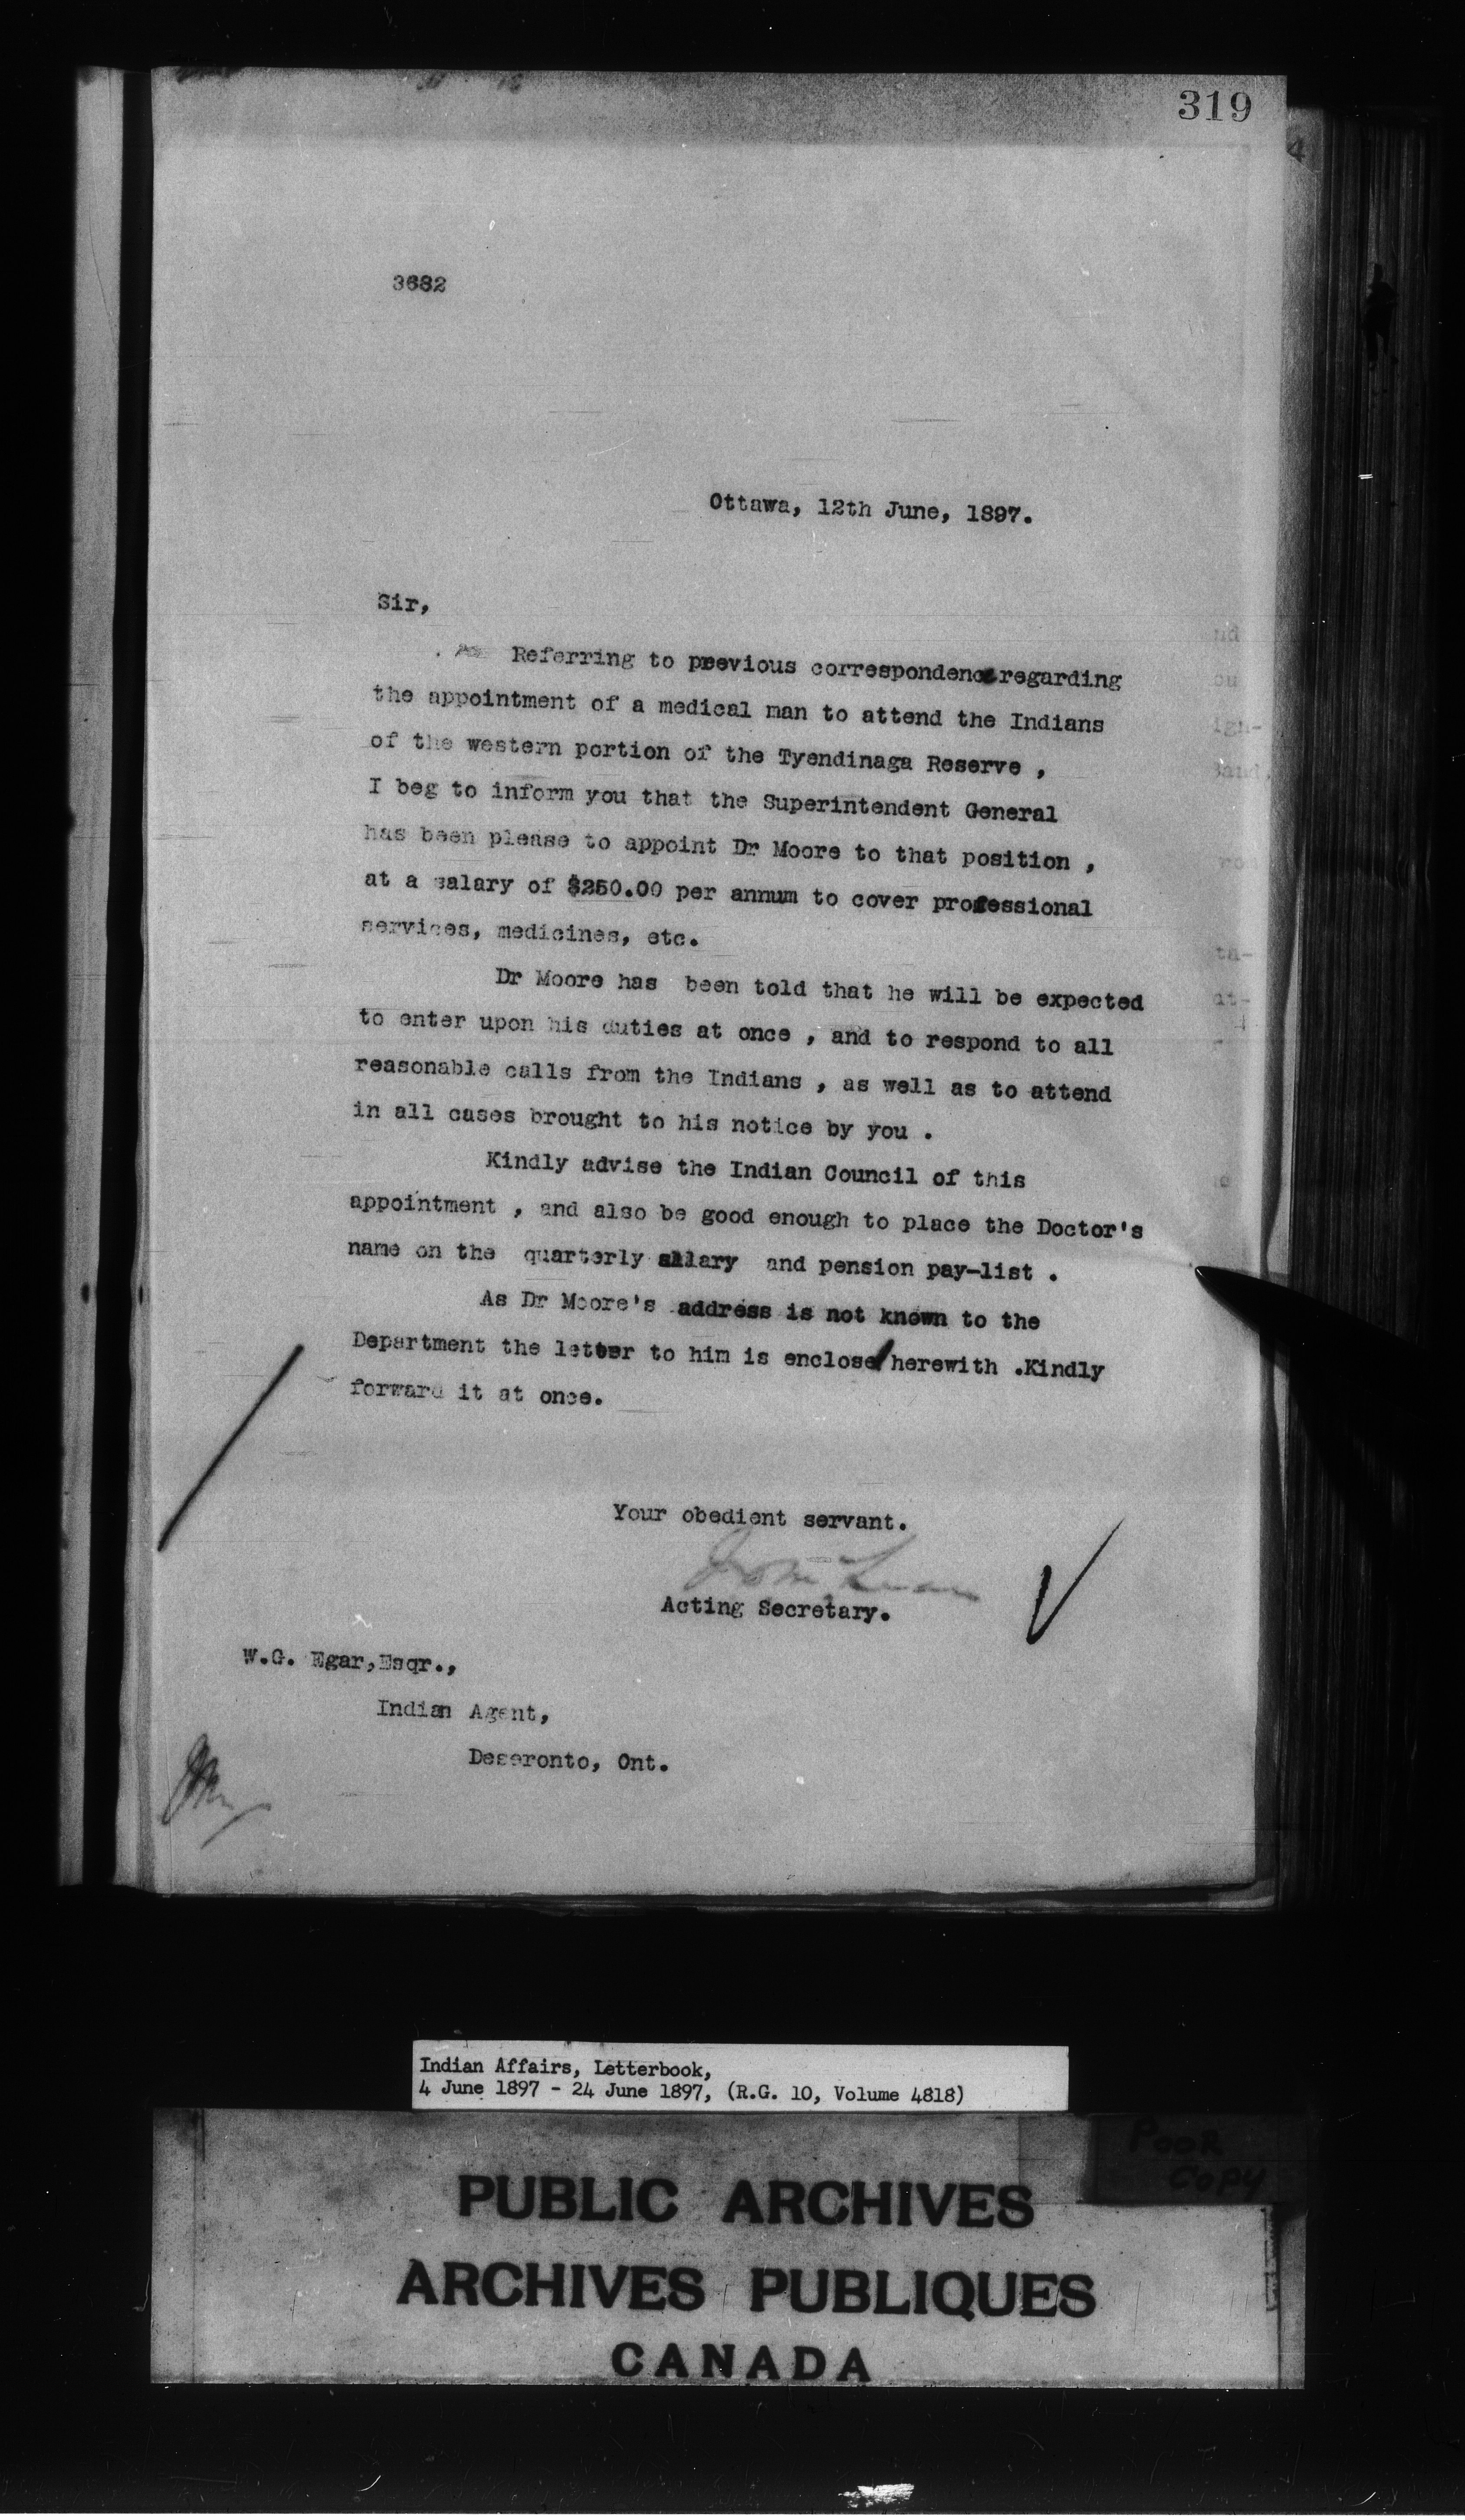 319
3682
Ottawa, 12th June, 1897.
Sir,
Referring to previous correspondence regarding
the appointment of a medical man to attend the Indians
of the western portion of the Tyendinaga Reserve ,
I beg to inform you that the Superintendent General
has been please to appoint Dr Moore to that position ,
at a salary of $250.00 per annum to cover professional
services, medicines, etc.
Dr Moore has been told that he will be expected
to enter upon his duties at once , and to respond to all
reasonable calls from the Indians , as well as to attend
in all cases brought to his notice by you .
Kindly advise the Indian Council of this
appointment , and also be good enough to place the Doctor's
name on the quarterly sallary and pension pay-list .
As Dr Moore's address is not known to the
Department the letter to him is enclose herewith .Kindly
forward it at once.
Your obedient servant.
Acting Secretary.
W.G. Egar,Esqr.,
Indian Agent,
Deseronto, Ont.
Indian Affairs, Letterbook,
4 June 1897 - 24 June 1897, (R.G. 10, Volume 4818)
POOR
COPY
PUBLIC ARCHIVES
ARCHIVES PUBLIQUES
CANADA